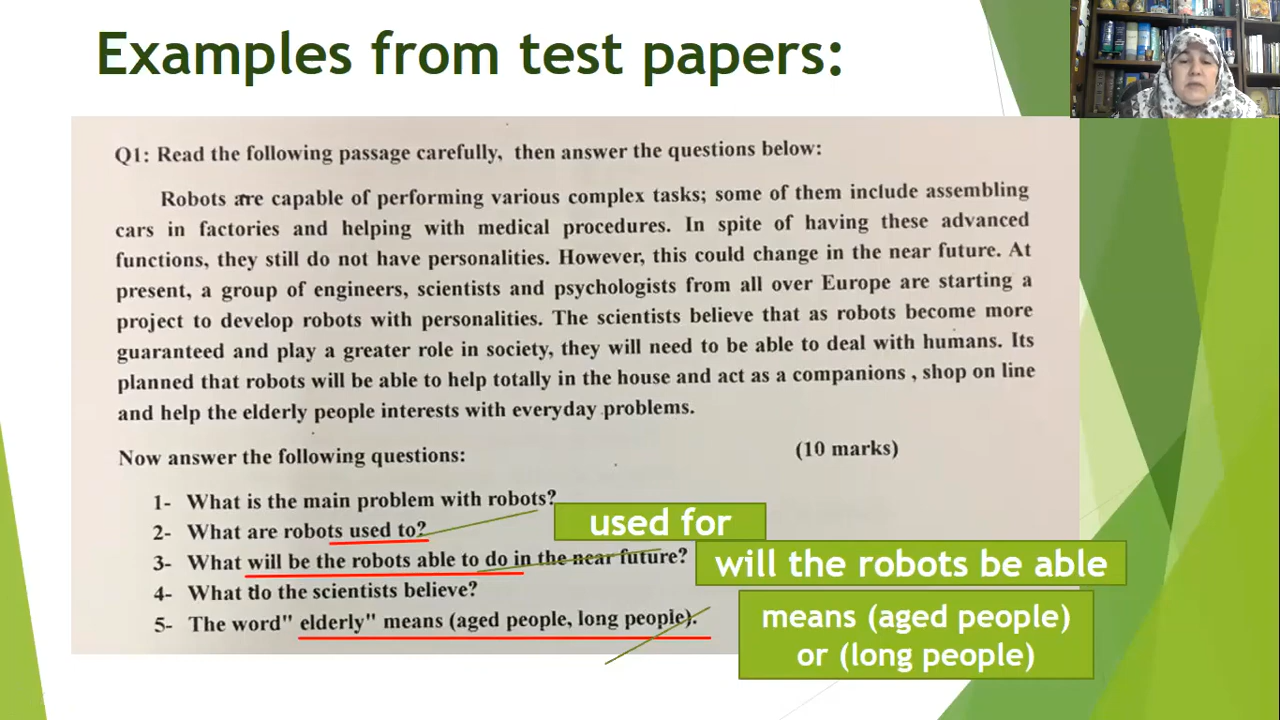 Examples from test papers:
Q1: Read the following passage carefully, then answer the questions below:
Robots are capable of performing various complex tasks; some of them include assembling
cars in factories and helping with medical procedures. In spite of having these advanced
functions, they still do not have personalities. However, this could change in the near future. At
present, a group of engineers, scientists and psychologists from all over Europe are starting a
project to develop robots with personalities. The scientists believe that as robots become more
guaranteed and play a greater role in society, they will need to be able to deal with humans. Its
planned that robots will be able to help totally in the house and act as a companions , shop on line
and help the elderly people interests with everyday problems.
Now answer the following questions: (10 marks)
1- What is the main problem with robots?
2- What are robots used to?
used for
3- What will be the robots able to do in the near future?
will the robots be able
4- What do the scientists believe?
5- The word" elderly" means (aged people, long people).
means (aged people)
or (long people)